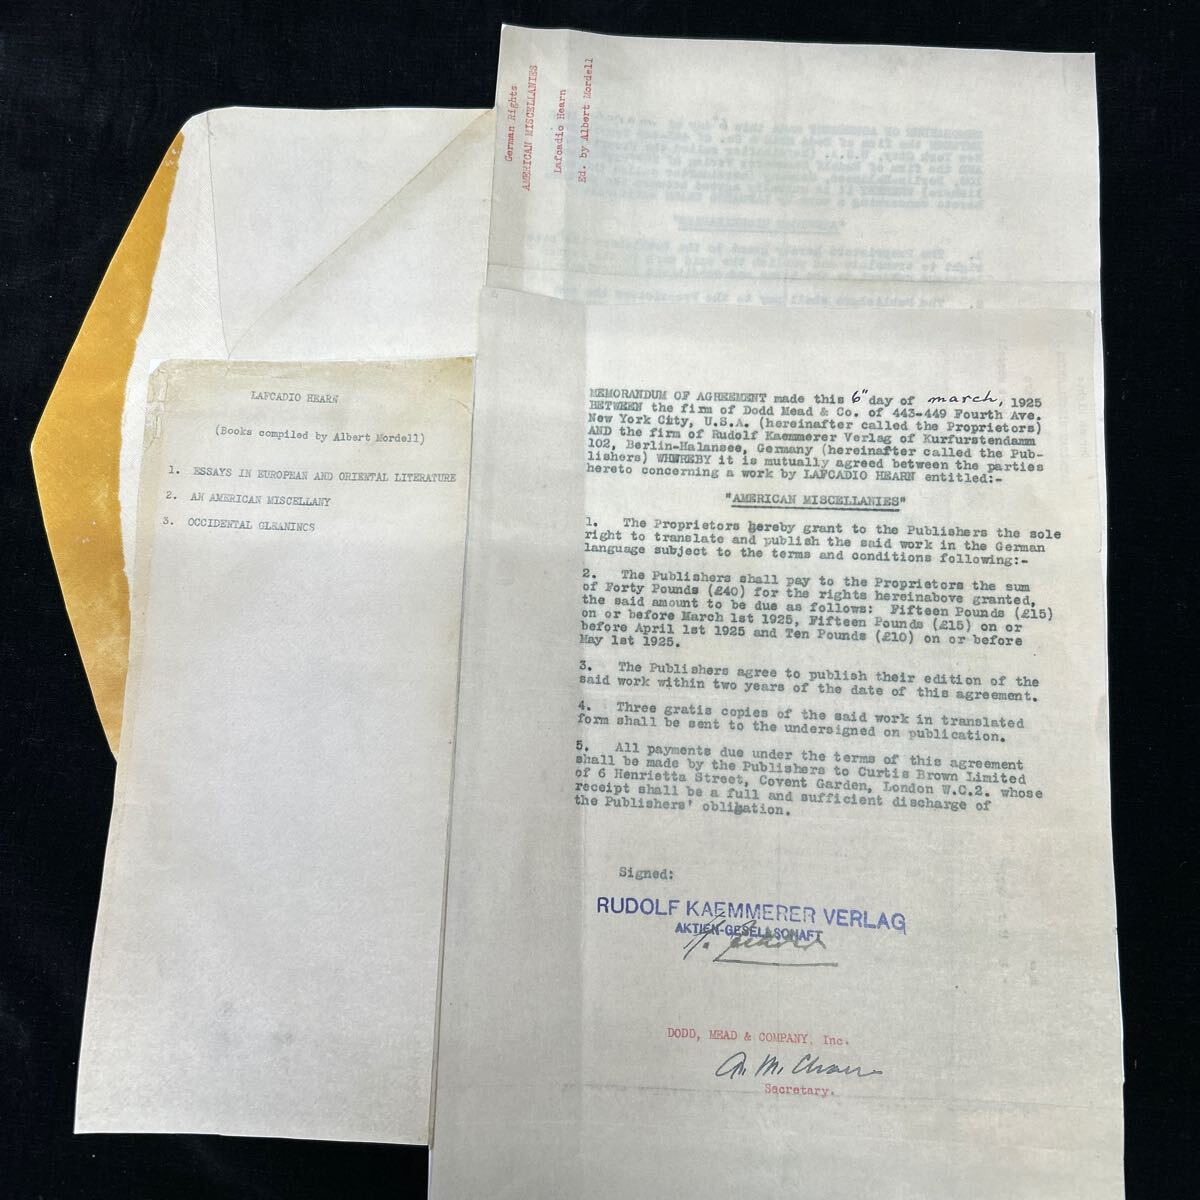 German Rights
AMERICAN MISCELLANIES
Lafcadio Hearn
Ed. by Albert Mordell
LAFCADIO HEARN
(Books compiled by Albert Mordell)
1. ESSAYS IN EUROPEAN AND ORIENTAL LITERATURE
2. AN AMERICAN MISCELLANY
3. OCCIDENTAL GLEANINGS
MEMORANDUM OF AGREEMENT made this 6" day of march, 1925
BETWEEN the firm of Dodd Mead & Co. of 443-449 Fourth Ave.
New York City, U.S.A. (hereinafter called the Proprietors)
AND the firm of Rudolf Kaemmerer Verlag of Kurfurstendamm
102, Berlin-Halansee, Germany (hereinafter called the Pub-
lishers) WHEREBY it is mutually agreed between the parties
hereto concerning a work by LAFCADIO HEARN entitled:-
"AMERICAN MISCELLANIES"
1. The Proprietors hereby grant to the Publishers the sole
right to translate and publish the said work in the German
language subject to the terms and conditions following:-
2. The Publishers shall pay to the Proprietors the sum
of Forty Pounds (£40) for the rights hereinabove granted,
the said amount to be due as follows: Fifteen Pounds (£15)
on or before March 1st 1925, Fifteen Pounds (£15) on or
before April 1st 1925 and Ten Pounds (£10) on or before
May 1st 1925.
3. The Publishers agree to publish their edition of the
said work within two years of the date of this agreement.
4. Three gratis copies of the said work in translated
form shall be sent to the undersigned on publication.
5. All payments due under the terms of this agreement
shall be made by the Publishers to Curtis Brown Limited
of 6 Henrietta Street, Covent Garden, London W.C.2. whose
receipt shall be a full and sufficient discharge of
the Publishers' obligation.
Signed:
RUDOLF KAEMMERER VERLAG
AKTIEN-GESELLSCHAFT
DODD, MEAD & COMPANY, Inc.
Secretary.